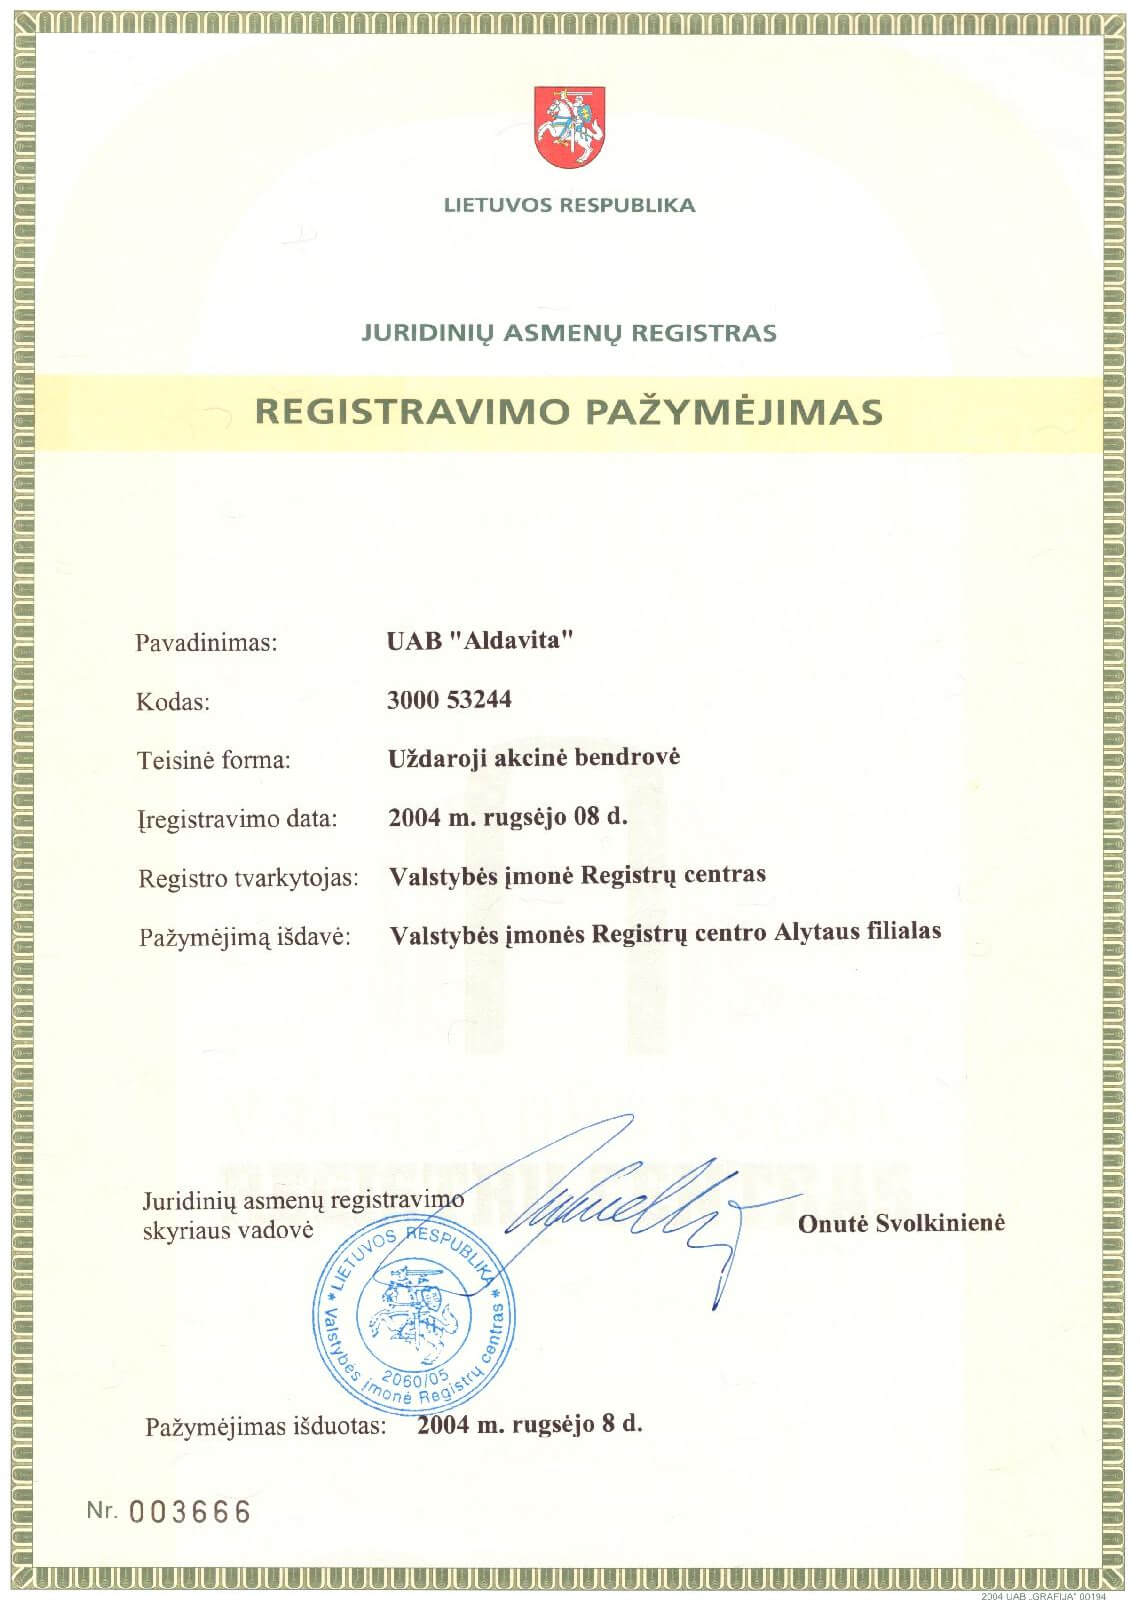 LIETUVOS RESPUBLIKA
JURIDINIŲ ASMENŲ REGISTRAS
REGISTRAVIMO PAŽYMĖJIMAS
Pavadinimas: UAB "Aldavita"
Kodas: 3000 53244
Teisinė forma: Uždaroji akcinė bendrovė
Įregistravimo data: 2004 m. rugsėjo 08 d.
Registro tvarkytojas: Valstybės įmonė Registrų centras
Pažymėjimą išdavė: Valstybės įmonės Registrų centro Alytaus filialas
Juridinių asmenų registravimo
skyriaus vadovė
Onutė Svolkinienė
* LIETUVOS RESPUBLIKA *
Valstybės įmonė Registrų centras
2060/05
Pažymėjimas išduotas: 2004 m. rugsėjo 8 d.
Nr. 003666
2004 UAB „GRAFIJA" 00194